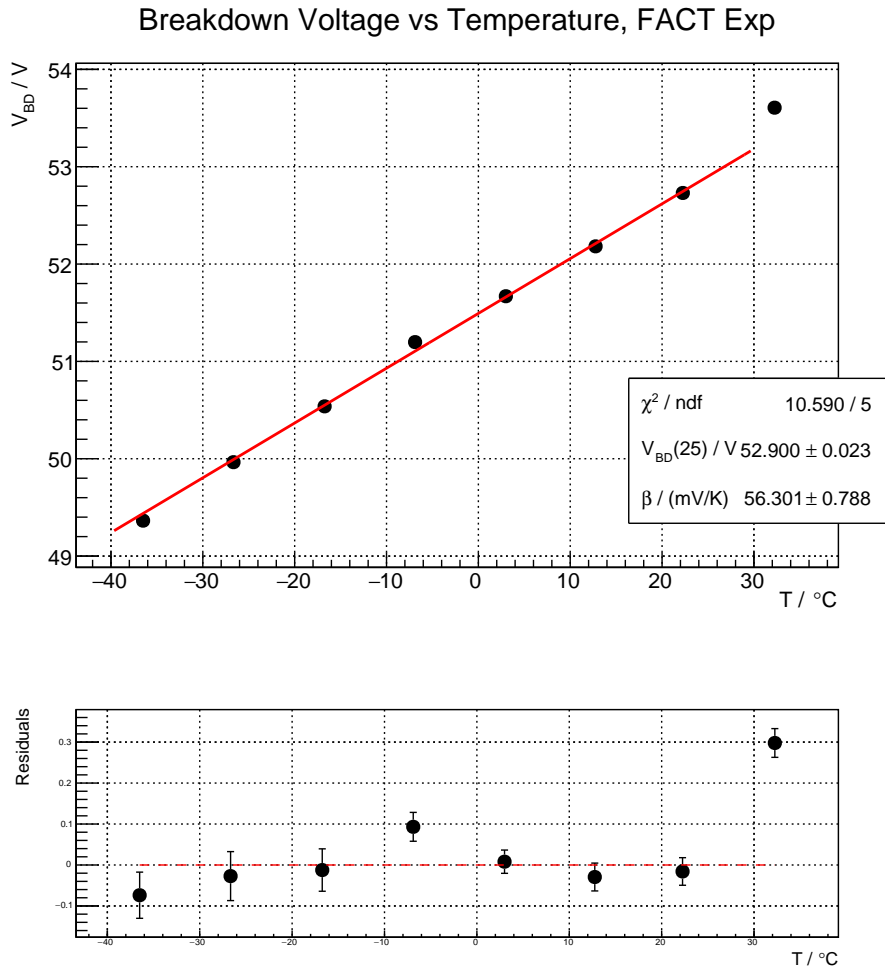 Breakdown Voltage vs Temperature, FACT Exp
V_BD / V
54
53
52
51
50
49
χ² / ndf 10.590 / 5
V_BD(25) / V 52.900 ± 0.023
β / (mV/K) 56.301 ± 0.788
−40 −30 −20 −10 0 10 20 30
T / °C
Residuals
0.3
0.2
0.1
0
−0.1
−40 −30 −20 −10 0 10 20 30
T / °C